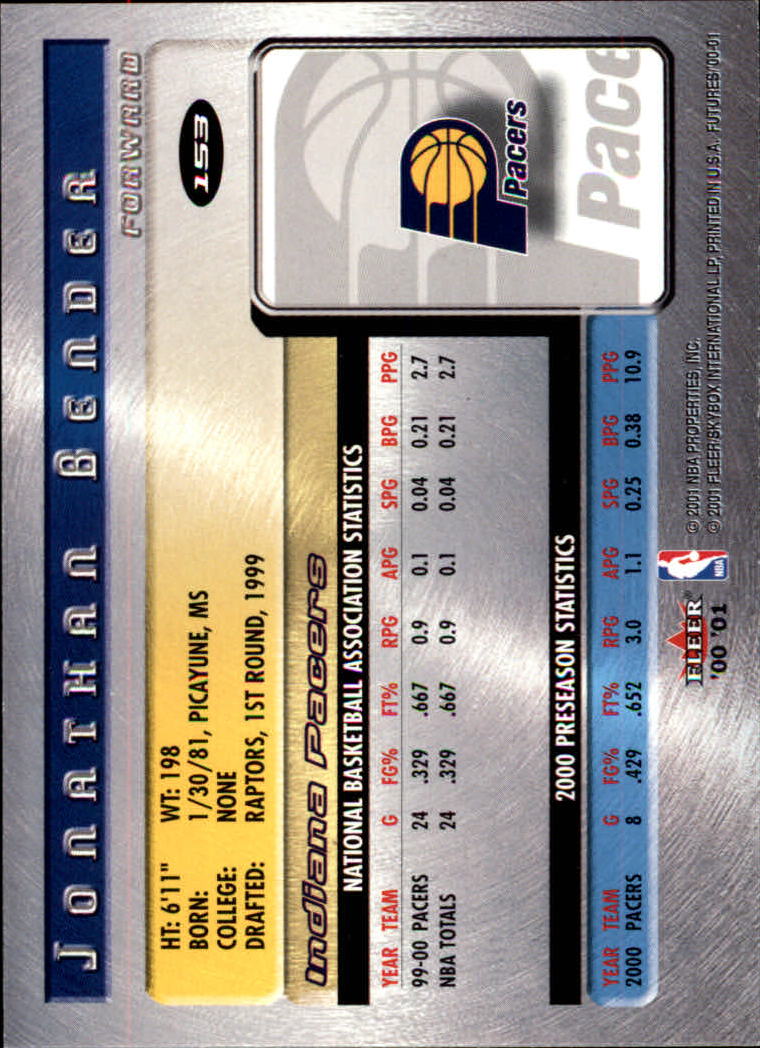 JONATHAN BENDER
FORWARD
153
HT: 6'11" WT: 198
BORN: 1/30/81, PICAYUNE, MS
COLLEGE: NONE
DRAFTED: RAPTORS, 1ST ROUND, 1999
Indiana Pacers
Pacers
Pace
NATIONAL BASKETBALL ASSOCIATION STATISTICS
YEAR TEAM G FG% FT% RPG APG SPG BPG PPG
99-00 PACERS 24 .329 .667 0.9 0.1 0.04 0.21 2.7
NBA TOTALS 24 .329 .667 0.9 0.1 0.04 0.21 2.7
2000 PRESEASON STATISTICS
YEAR TEAM G FG% FT% RPG APG SPG BPG PPG
2000 PACERS 8 .429 .652 3.0 1.1 0.25 0.38 10.9
FLEER®
'00 '01
NBA
© 2001 NBA PROPERTIES, INC.
© 2001 FLEER/SKYBOX INTERNATIONAL LP, PRINTED IN U.S.A. FUTURES '00-01